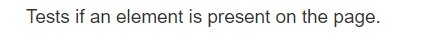 Tests if an element is present on the page.